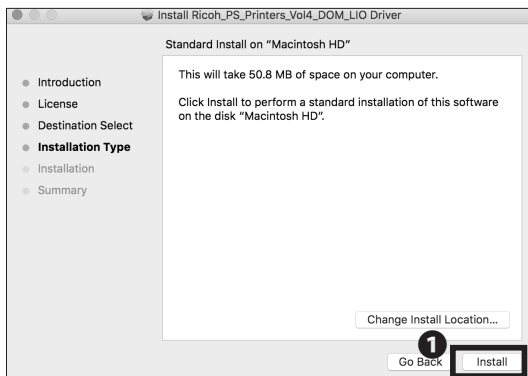 Install Ricoh_PS_Printers_Vol4_DOM_LIO Driver
Standard Install on “Macintosh HD”
Introduction
License
Destination Select
Installation Type
Installation
Summary
This will take 50.8 MB of space on your computer.
Click Install to perform a standard installation of this software
on the disk “Macintosh HD”.
Change Install Location...
1
Go Back
Install